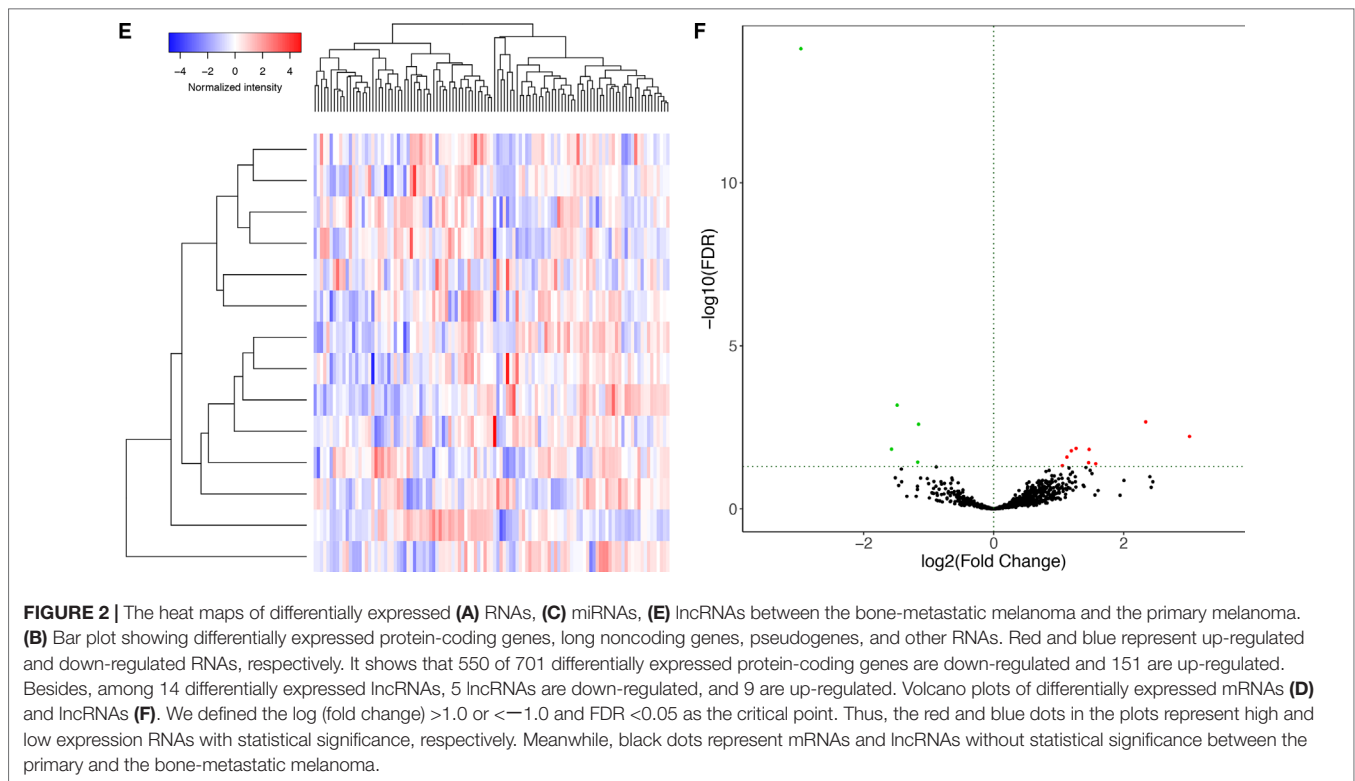 E
−4 −2 0 2 4
Normalized intensity
F
10
5
0
−log10(FDR)
−2 0 2
log2(Fold Change)
FIGURE 2 | The heat maps of differentially expressed (A) RNAs, (C) miRNAs, (E) lncRNAs between the bone-metastatic melanoma and the primary melanoma.
(B) Bar plot showing differentially expressed protein-coding genes, long noncoding genes, pseudogenes, and other RNAs. Red and blue represent up-regulated
and down-regulated RNAs, respectively. It shows that 550 of 701 differentially expressed protein-coding genes are down-regulated and 151 are up-regulated.
Besides, among 14 differentially expressed lncRNAs, 5 lncRNAs are down-regulated, and 9 are up-regulated. Volcano plots of differentially expressed mRNAs (D)
and lncRNAs (F). We defined the log (fold change) >1.0 or <−1.0 and FDR <0.05 as the critical point. Thus, the red and blue dots in the plots represent high and
low expression RNAs with statistical significance, respectively. Meanwhile, black dots represent mRNAs and lncRNAs without statistical significance between the
primary and the bone-metastatic melanoma.